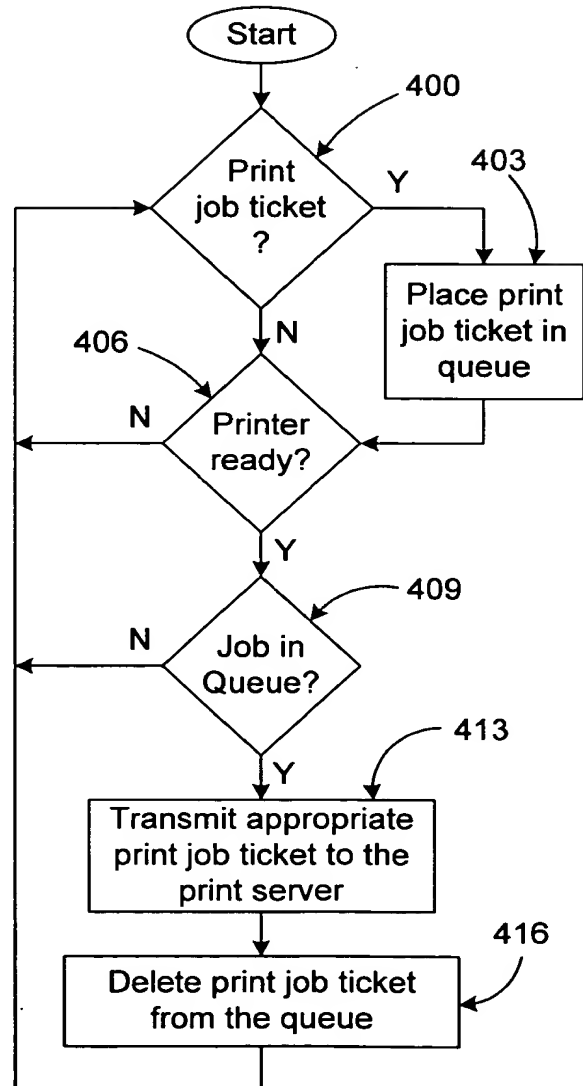 Start
400
Print
job ticket
?
Y
403
Place print
job ticket in
queue
N
406
N
Printer
ready?
Y
409
N
Job in
Queue?
Y
413
Transmit appropriate
print job ticket to the
print server
416
Delete print job ticket
from the queue